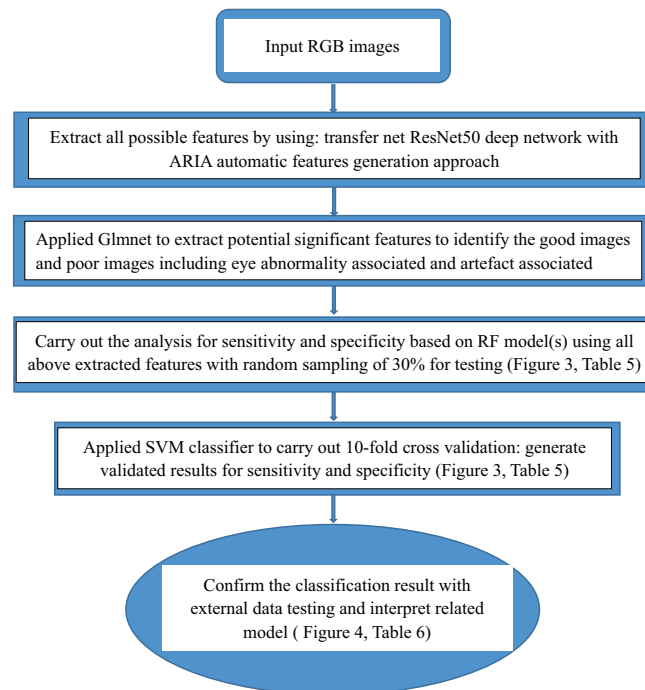 Input RGB images
Extract all possible features by using: transfer net ResNet50 deep network with
ARIA automatic features generation approach
Applied Glmnet to extract potential significant features to identify the good images
and poor images including eye abnormality associated and artefact associated
Carry out the analysis for sensitivity and specificity based on RF model(s) using all
above extracted features with random sampling of 30% for testing (Figure 3, Table 5)
Applied SVM classifier to carry out 10-fold cross validation: generate
validated results for sensitivity and specificity (Figure 3, Table 5)
Confirm the classification result with
external data testing and interpret related
model ( Figure 4, Table 6)